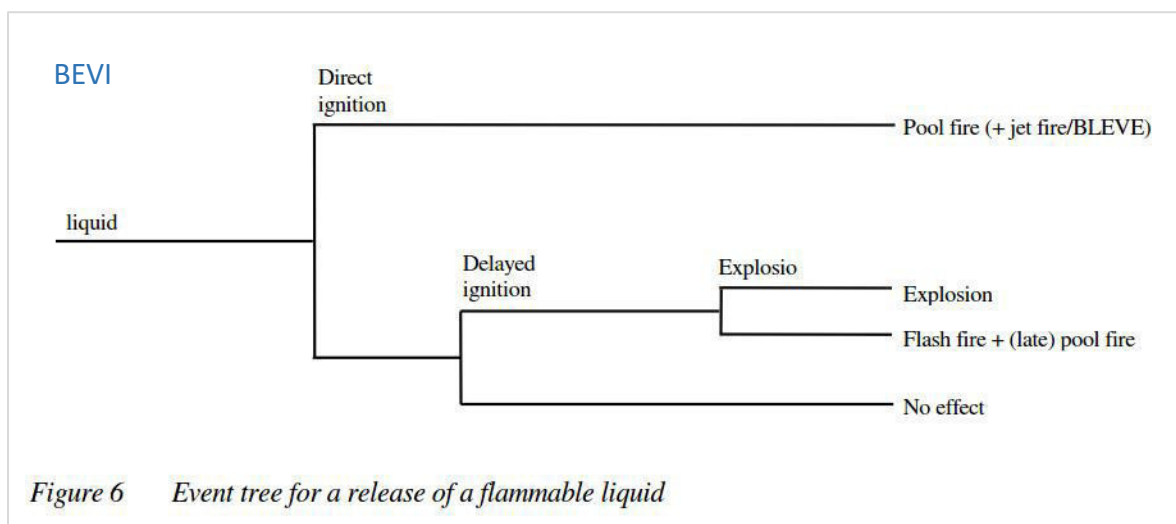 BEVI
Direct
ignition
Pool fire (+ jet fire/BLEVE)
liquid
Delayed
ignition
Explosio
Explosion
Flash fire + (late) pool fire
No effect
Figure 6 Event tree for a release of a flammable liquid